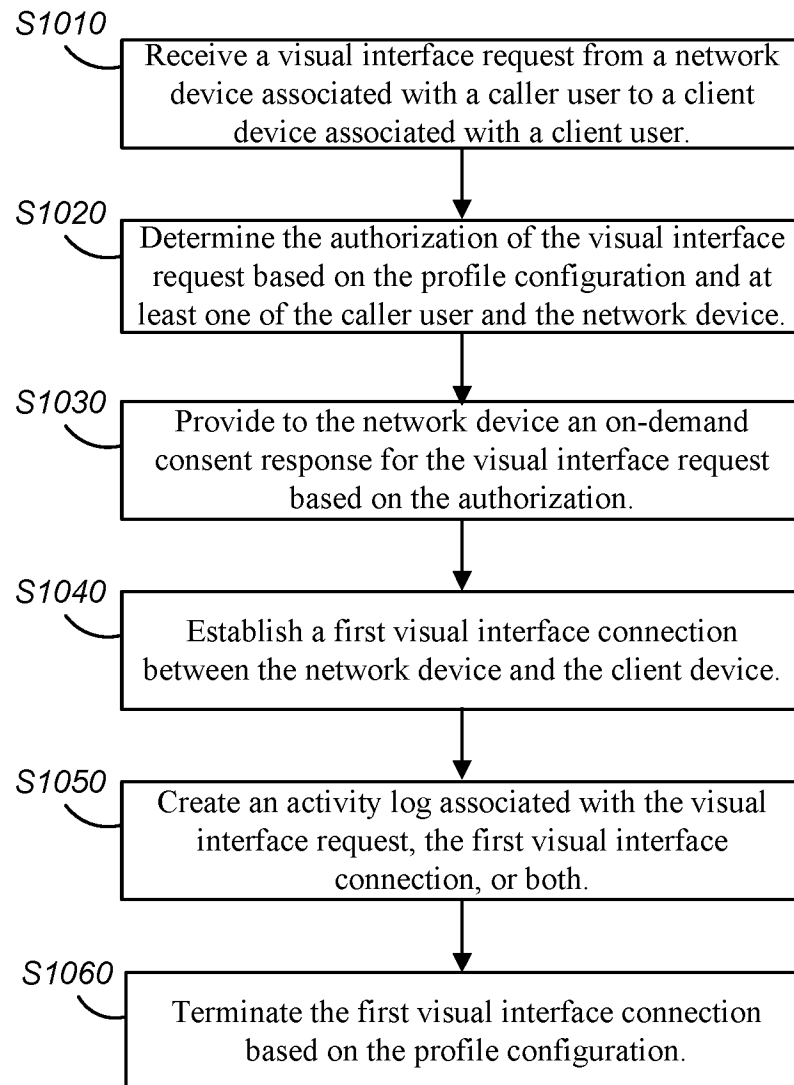 S1010
Receive a visual interface request from a network
device associated with a caller user to a client
device associated with a client user.
S1020
Determine the authorization of the visual interface
request based on the profile configuration and at
least one of the caller user and the network device.
S1030
Provide to the network device an on-demand
consent response for the visual interface request
based on the authorization.
S1040
Establish a first visual interface connection
between the network device and the client device.
S1050
Create an activity log associated with the visual
interface request, the first visual interface
connection, or both.
S1060
Terminate the first visual interface connection
based on the profile configuration.